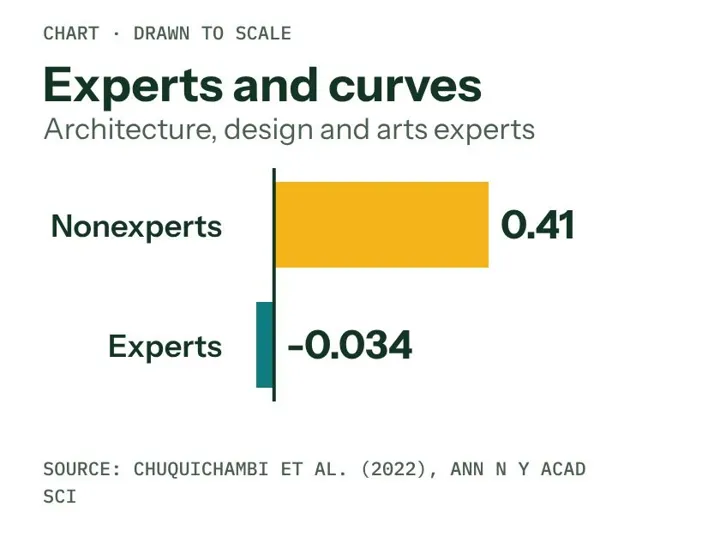 CHART · DRAWN TO SCALE
Experts and curves
Architecture, design and arts experts
Nonexperts
0.41
Experts
-0.034
SOURCE: CHUQUICHAMBI ET AL. (2022), ANN N Y ACAD
SCI